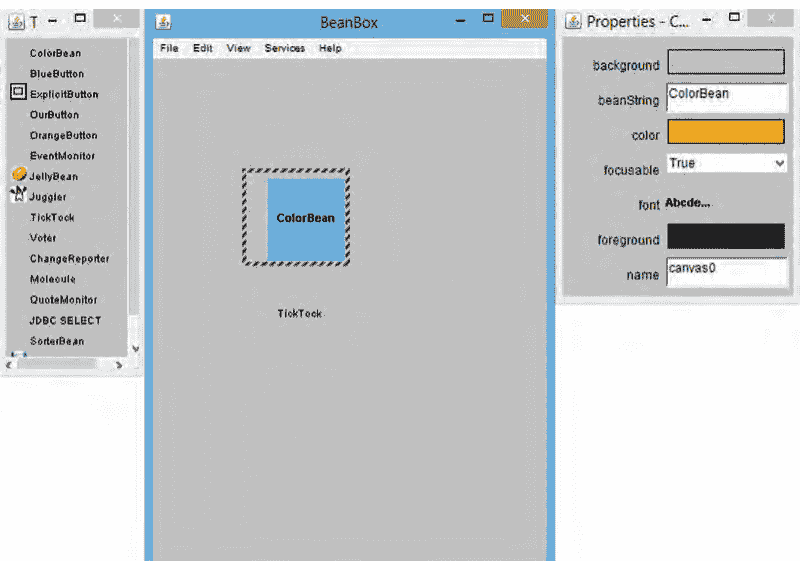 T
ColorBean
BlueButton
ExplicitButton
OurButton
OrangeButton
EventMonitor
JellyBean
Juggler
TickTock
Voter
ChangeReporter
Molecule
QuoteMonitor
JDBC SELECT
SorterBean
BeanBox
File Edit View Services Help
ColorBean
TickTock
Properties - C...
background
beanString ColorBean
color
focusable True
font Abcde...
foreground
name canvas0